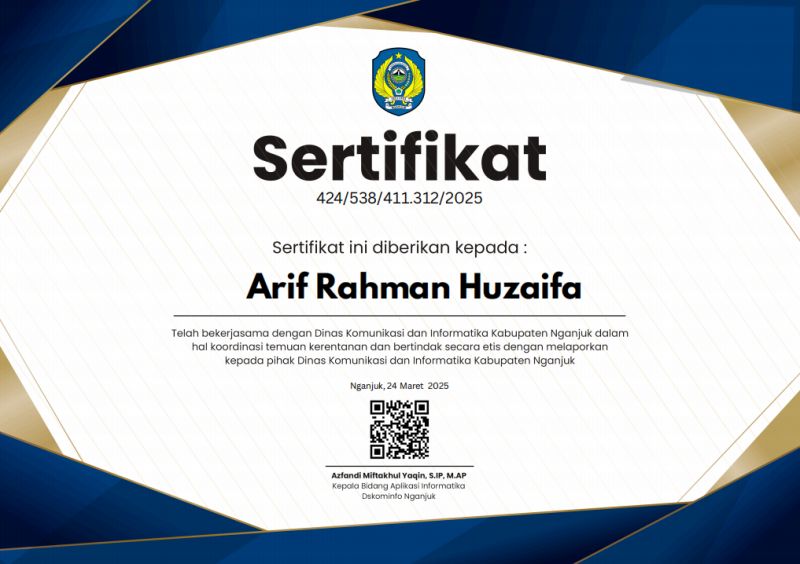 Sertifikat
424/538/411.312/2025
Sertifikat ini diberikan kepada :
Arif Rahman Huzaifa
Telah bekerjasama dengan Dinas Komunikasi dan Informatika Kabupaten Nganjuk dalam
hal koordinasi temuan kerentanan dan bertindak secara etis dengan melaporkan
kepada pihak Dinas Komunikasi dan Informatika Kabupaten Nganjuk
Nganjuk, 24 Maret 2025
Azfandi Miftakhul Yaqin, S.IP, M.AP
Kepala Bidang Aplikasi Informatika
Dskominfo Nganjuk